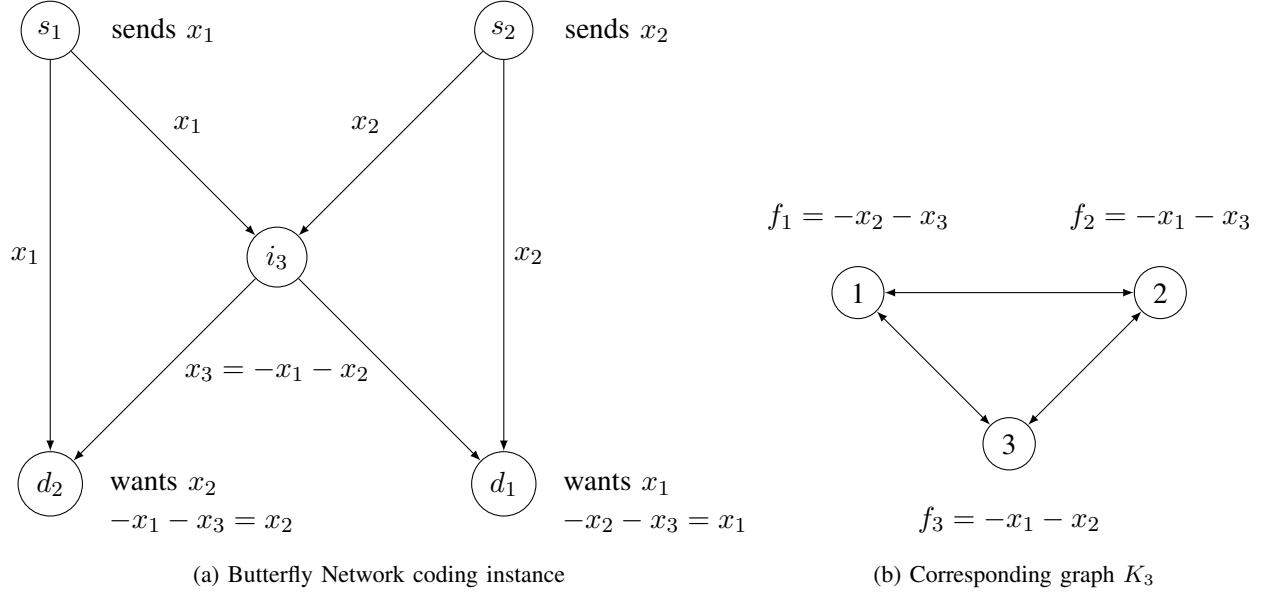 s₁ sends x₁ s₂ sends x₂
x₁ x₂
x₁ x₂
i₃
f₁ = −x₂ − x₃ f₂ = −x₁ − x₃
1 2
x₃ = −x₁ − x₂
3
d₂ wants x₂ d₁ wants x₁
−x₁ − x₃ = x₂ −x₂ − x₃ = x₁
f₃ = −x₁ − x₂
(a) Butterfly Network coding instance
(b) Corresponding graph K₃